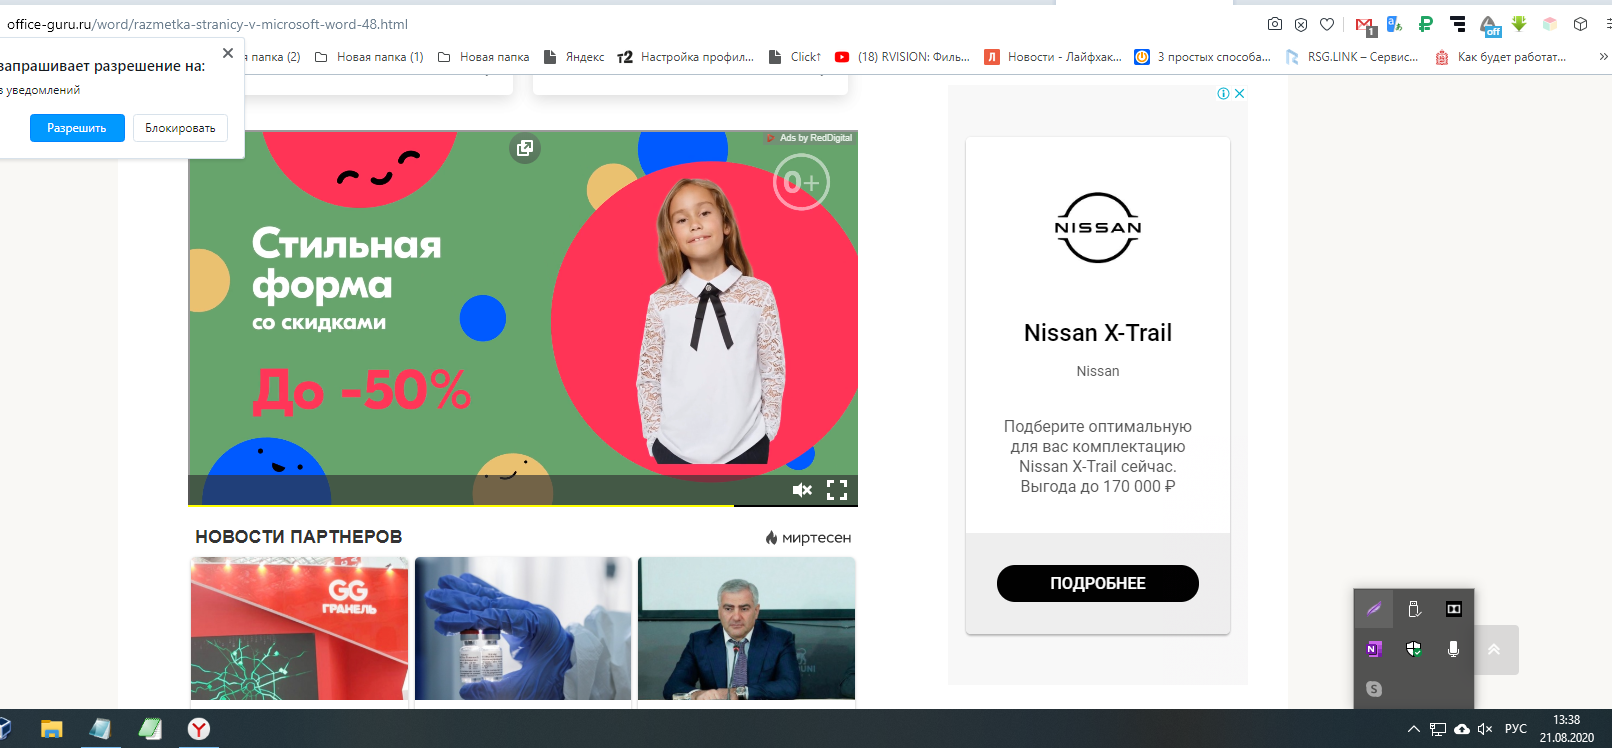 office-guru.ru/word/razmetka-stranicy-v-microsoft-word-48.html
1
off
а папка (2)
Новая папка (1)
Новая папка
Яндекс
т2
Настройка профил...
Click↑
(18) RVISION: Филь...
Л
Новости - Лайфхак...
3 простых способа...
RSG.LINK – Сервис...
Как будет работат...
»
запрашивает разрешение на:
уведомлений
Разрешить
Блокировать
Ads by RedDigital
0+
Стильная
форма
со скидками
До -50%
НОВОСТИ ПАРТНЕРОВ
миртесен
GG
ГРАНЕЛЬ
UNI
NISSAN
Nissan X-Trail
Nissan
Подберите оптимальную
для вас комплектацию
Nissan X-Trail сейчас.
Выгода до 170 000 ₽
ПОДРОБНЕЕ
РУС
13:38
21.08.2020